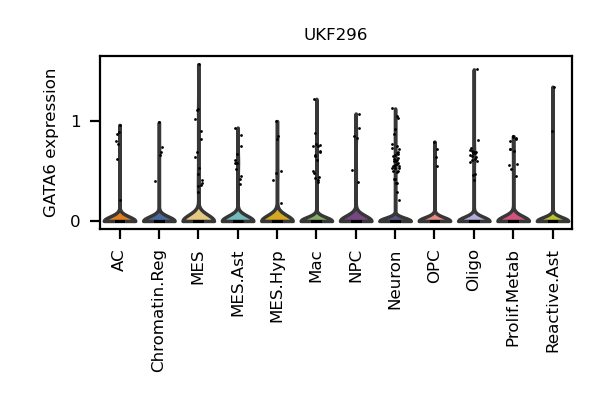 UKF296
GATA6 expression
1
0
AC
Chromatin.Reg
MES
MES.Ast
MES.Hyp
Mac
NPC
Neuron
OPC
Oligo
Prolif.Metab
Reactive.Ast